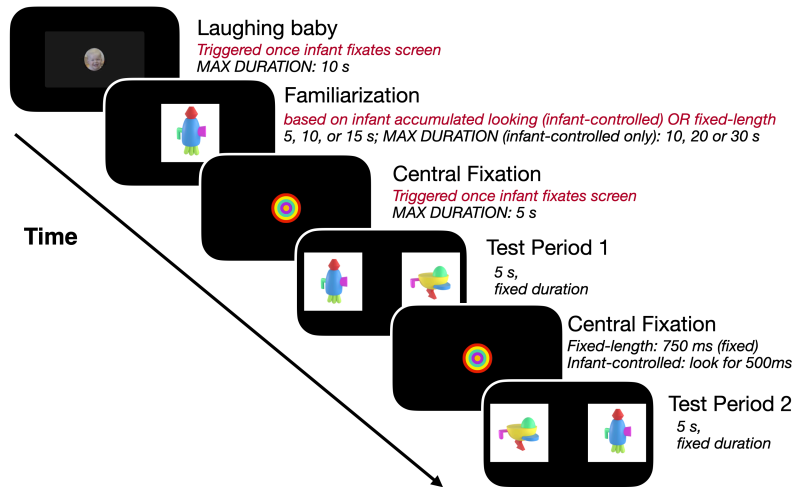 Laughing baby
Triggered once infant fixates screen
MAX DURATION: 10 s
Familiarization
based on infant accumulated looking (infant-controlled) OR fixed-length
5, 10, or 15 s; MAX DURATION (infant-controlled only): 10, 20 or 30 s
Central Fixation
Triggered once infant fixates screen
MAX DURATION: 5 s
Time
Test Period 1
5 s,
fixed duration
Central Fixation
Fixed-length: 750 ms (fixed)
Infant-controlled: look for 500ms
Test Period 2
5 s,
fixed duration